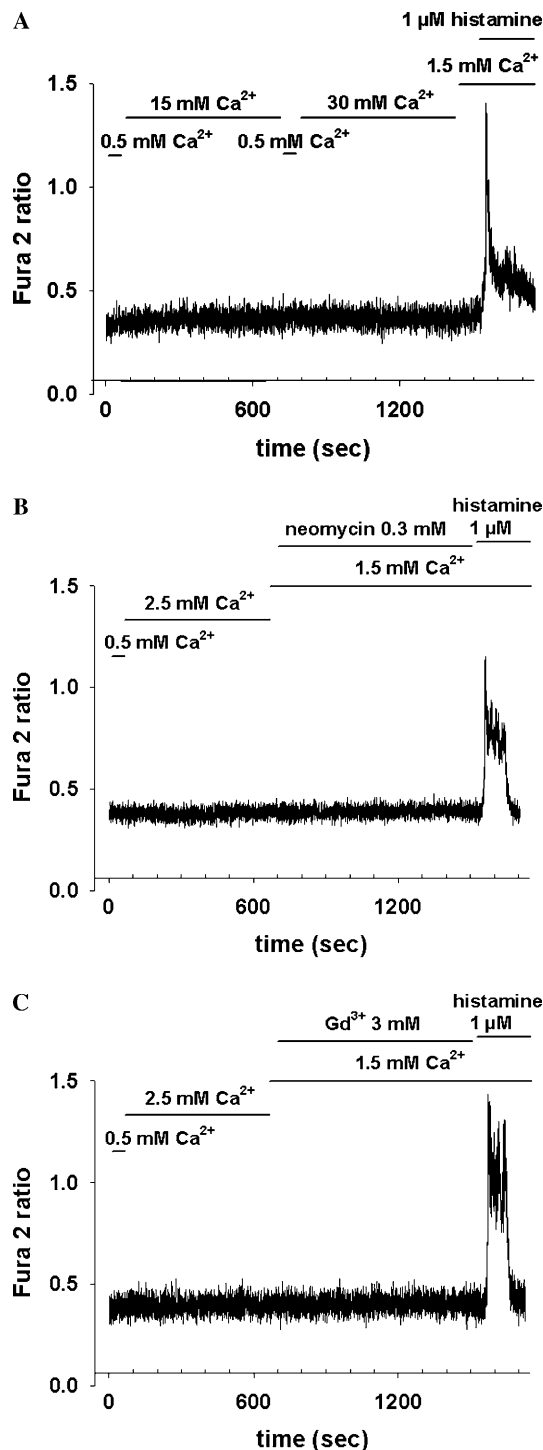 A
1 µM histamine
1.5 mM Ca²⁺
15 mM Ca²⁺
30 mM Ca²⁺
0.5 mM Ca²⁺
0.5 mM Ca²⁺
Fura 2 ratio
1.5
1.0
0.5
0.0
0
600
1200
time (sec)
B
histamine
neomycin 0.3 mM
1 µM
1.5 mM Ca²⁺
2.5 mM Ca²⁺
0.5 mM Ca²⁺
Fura 2 ratio
1.5
1.0
0.5
0.0
0
600
1200
time (sec)
C
histamine
Gd³⁺ 3 mM
1 µM
1.5 mM Ca²⁺
2.5 mM Ca²⁺
0.5 mM Ca²⁺
Fura 2 ratio
1.5
1.0
0.5
0.0
0
600
1200
time (sec)